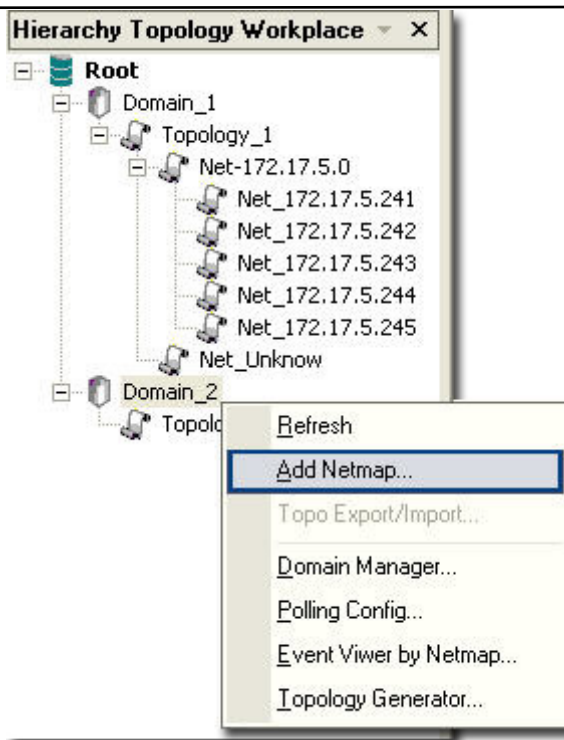 Hierarchy Topology Workplace
Root
Domain_1
Topology_1
Net-172.17.5.0
Net_172.17.5.241
Net_172.17.5.242
Net_172.17.5.243
Net_172.17.5.244
Net_172.17.5.245
Net_Unknow
Domain_2
Refresh
Add Netmap...
Topo Export/Import...
Domain Manager...
Polling Config...
Event Viwer by Netmap...
Topology Generator...